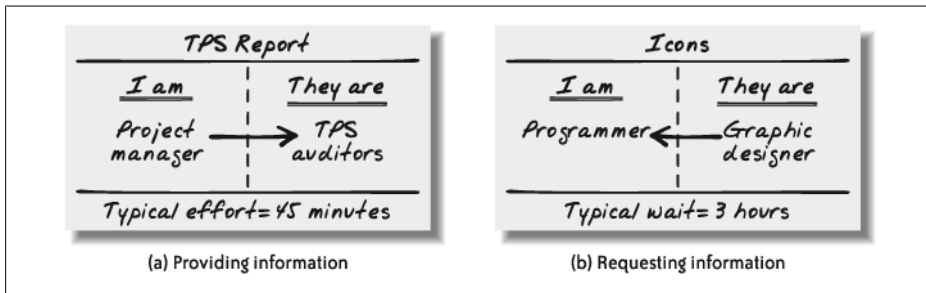 TPS Report
I am
They are
Project
manager
TPS
auditors
Typical effort=45 minutes
(a) Providing information
Icons
I am
They are
Programmer
Graphic
designer
Typical wait=3 hours
(b) Requesting information